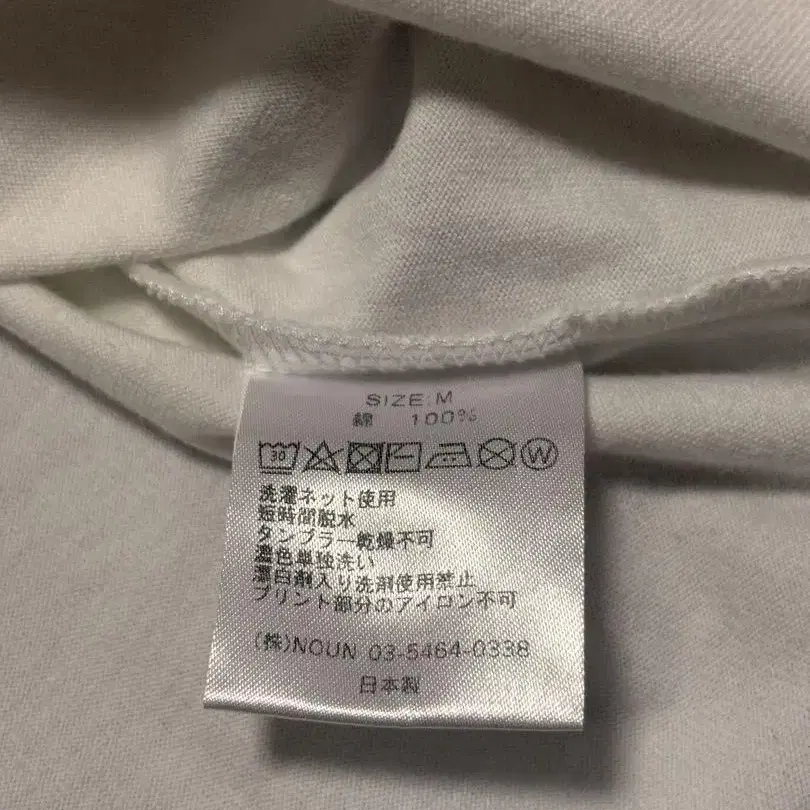 SIZE:M
綿 100%
30 W
洗濯ネット使用
短時間脱水
タンブラー乾燥不可
濃色単独洗い
漂白剤入り洗剤使用禁止
プリント部分のアイロン不可
(株)NOUN 03-5464-0338
日本製